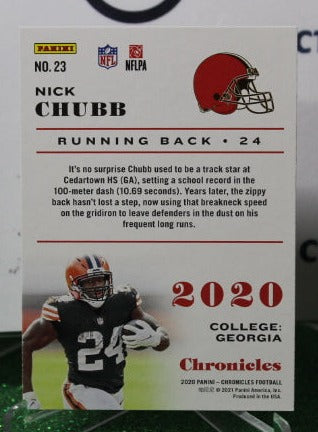 PANINI
NO. 23
NFL
NFLPA
NICK
CHUBB
RUNNING BACK • 24
It's no surprise Chubb used to be a track star at
Cedartown HS (GA), setting a school record in the
100-meter dash (10.69 seconds). Years later, the zippy
back hasn't lost a step, now using that breakneck speed
on the gridiron to leave defenders in the dust on his
frequent long runs.
24
2020
COLLEGE:
GEORGIA
Chronicles
2020 PANINI – CHRONICLES FOOTBALL
© 2021 Panini America, Inc.
Produced in the USA.